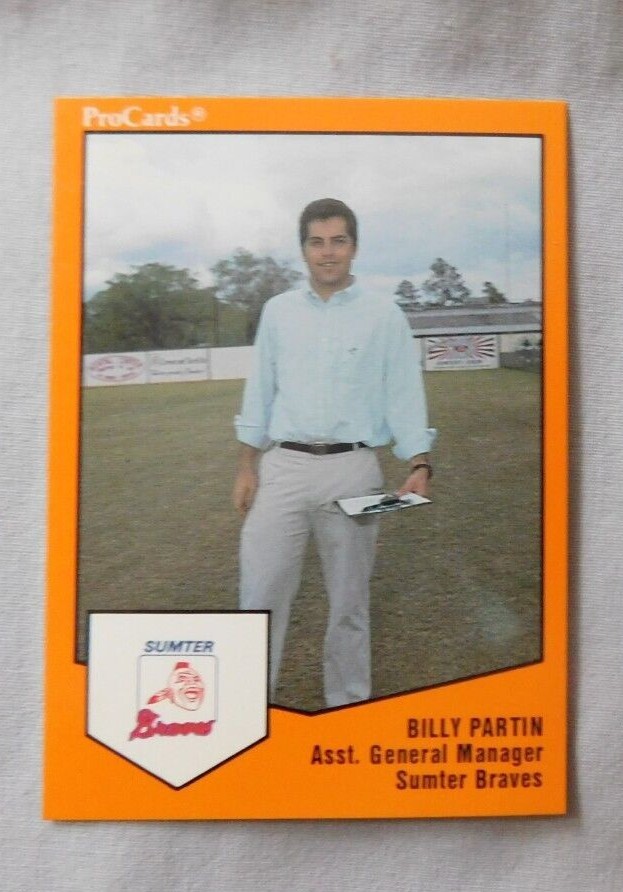 ProCards®
SUMTER
Braves
BILLY PARTIN
Asst. General Manager
Sumter Braves